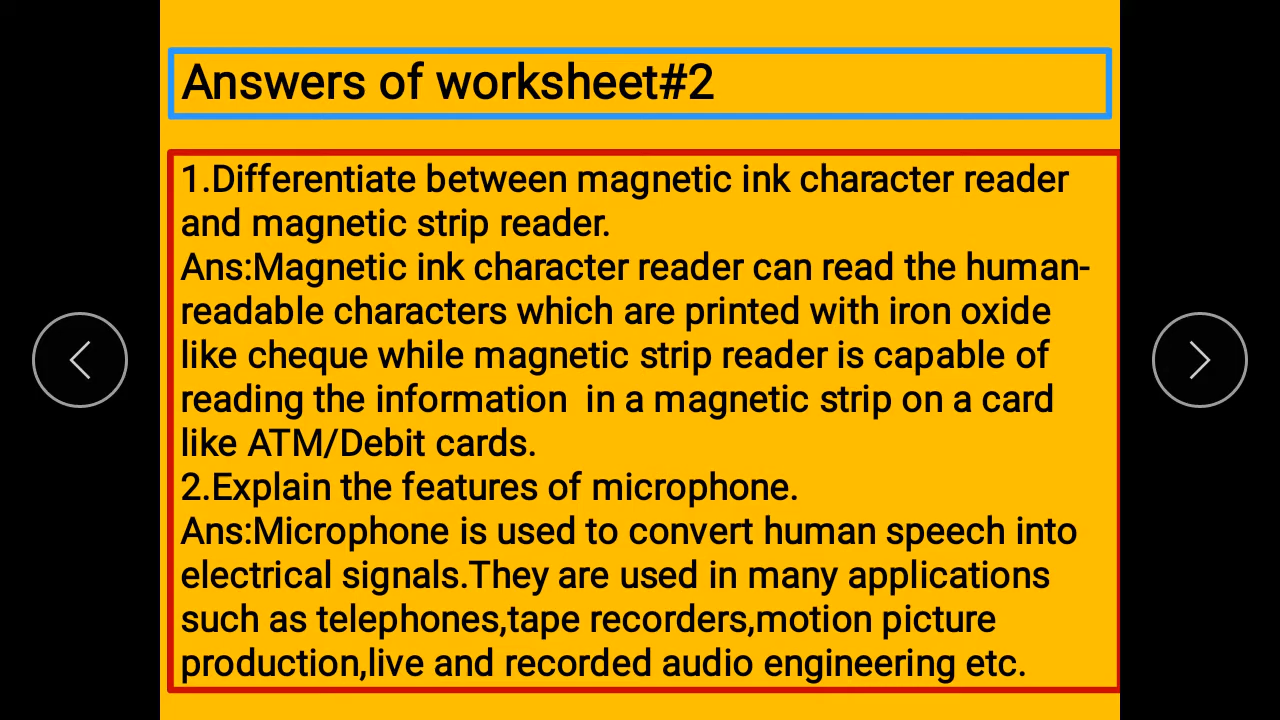 Answers of worksheet#2
1.Differentiate between magnetic ink character reader
and magnetic strip reader.
Ans:Magnetic ink character reader can read the human-
readable characters which are printed with iron oxide
like cheque while magnetic strip reader is capable of
reading the information  in a magnetic strip on a card
like ATM/Debit cards.
2.Explain the features of microphone.
Ans:Microphone is used to convert human speech into
electrical signals.They are used in many applications
such as telephones,tape recorders,motion picture
production,live and recorded audio engineering etc.